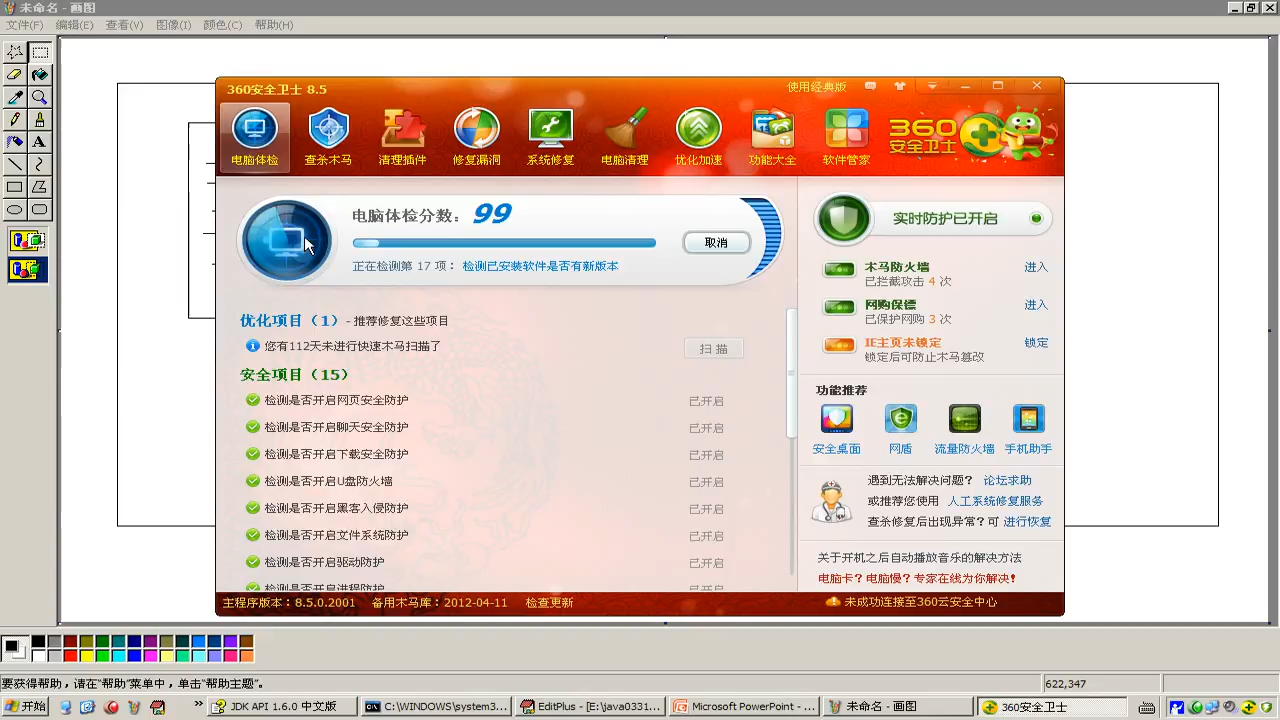 未命名 - 画图
文件(F) 编辑(E) 查看(V) 图像(I) 颜色(C) 帮助(H)
360安全卫士 8.5
使用经典版
电脑体检 查杀木马 清理插件 修复漏洞 系统修复 电脑清理 优化加速 功能大全 软件管家
360
安全卫士
电脑体检分数： 99
取消
正在检测第 17 项： 检测已安装软件是否有新版本
优化项目（1） - 推荐修复这些项目
您有112天未进行快速木马扫描了
扫 描
安全项目（15）
检测是否开启网页安全防护 已开启
检测是否开启聊天安全防护 已开启
检测是否开启下载安全防护 已开启
检测是否开启U盘防火墙 已开启
检测是否开启黑客入侵防护 已开启
检测是否开启文件系统防护 已开启
检测是否开启驱动防护 已开启
检测是否开启进程防护 已开启
实时防护已开启
木马防火墙 进入
已拦截攻击 4 次
网购保镖 进入
已保护网购 3 次
IE主页未锁定 锁定
锁定后可防止木马篡改
功能推荐
安全桌面 网盾 流量防火墙 手机助手
遇到无法解决问题？ 论坛求助
或推荐您使用 人工系统修复服务
查杀修复后出现异常？可 进行恢复
关于开机之后自动播放音乐的解决方法
电脑卡？电脑慢？专家在线为你解决！
主程序版本：8.5.0.2001 备用木马库：2012-04-11 检查更新
未成功连接至360云安全中心
要获得帮助，请在“帮助”菜单中，单击“帮助主题”。
622,347
开始 JDK API 1.6.0 中文版 C:\WINDOWS\system3... EditPlus - [E:\java0331... Microsoft PowerPoint - ... 未命名 - 画图 360安全卫士